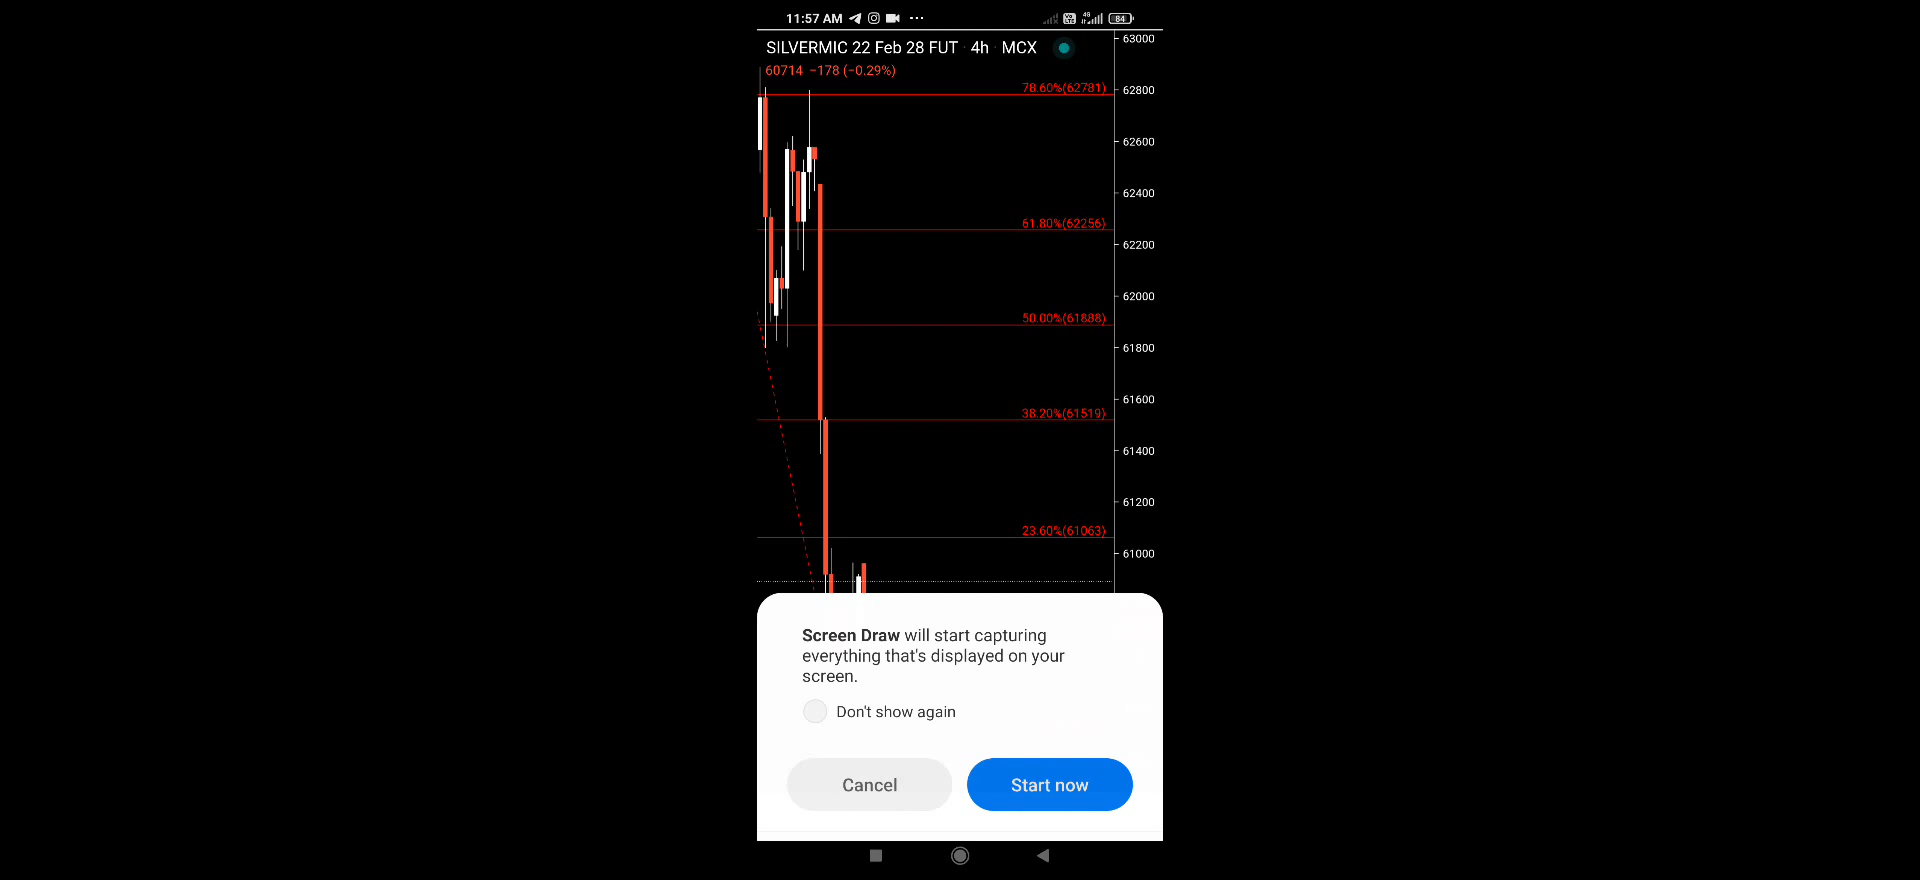 11:57 AM
4G
84
SILVERMIC 22 Feb 28 FUT · 4h · MCX
60714 −178 (−0.29%)
63000
78.60%(62781)
62800
62600
62400
61.80%(62256)
62200
62000
50.00%(61888)
61800
61600
38.20%(61519)
61400
61200
23.60%(61063)
61000
Screen Draw will start capturing
everything that's displayed on your
screen.
Don't show again
Cancel
Start now